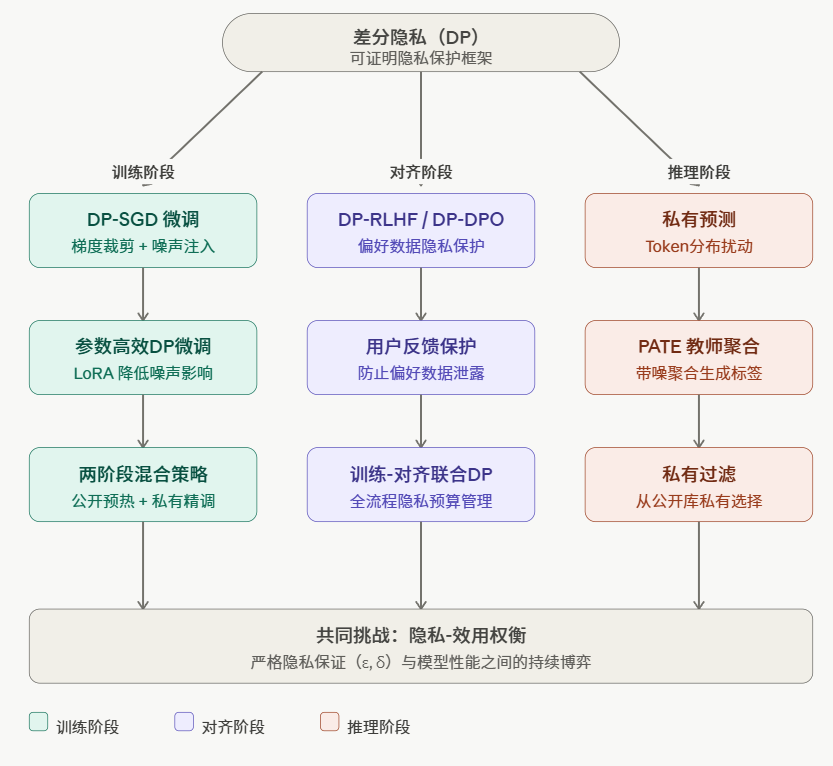 差分隐私（DP）
可证明隐私保护框架
训练阶段
对齐阶段
推理阶段
DP-SGD 微调
梯度裁剪 + 噪声注入
DP-RLHF / DP-DPO
偏好数据隐私保护
私有预测
Token分布扰动
参数高效DP微调
LoRA 降低噪声影响
用户反馈保护
防止偏好数据泄露
PATE 教师聚合
带噪聚合生成标签
两阶段混合策略
公开预热 + 私有精调
训练-对齐联合DP
全流程隐私预算管理
私有过滤
从公开库私有选择
共同挑战：隐私-效用权衡
严格隐私保证（ε, δ）与模型性能之间的持续博弈
训练阶段
对齐阶段
推理阶段